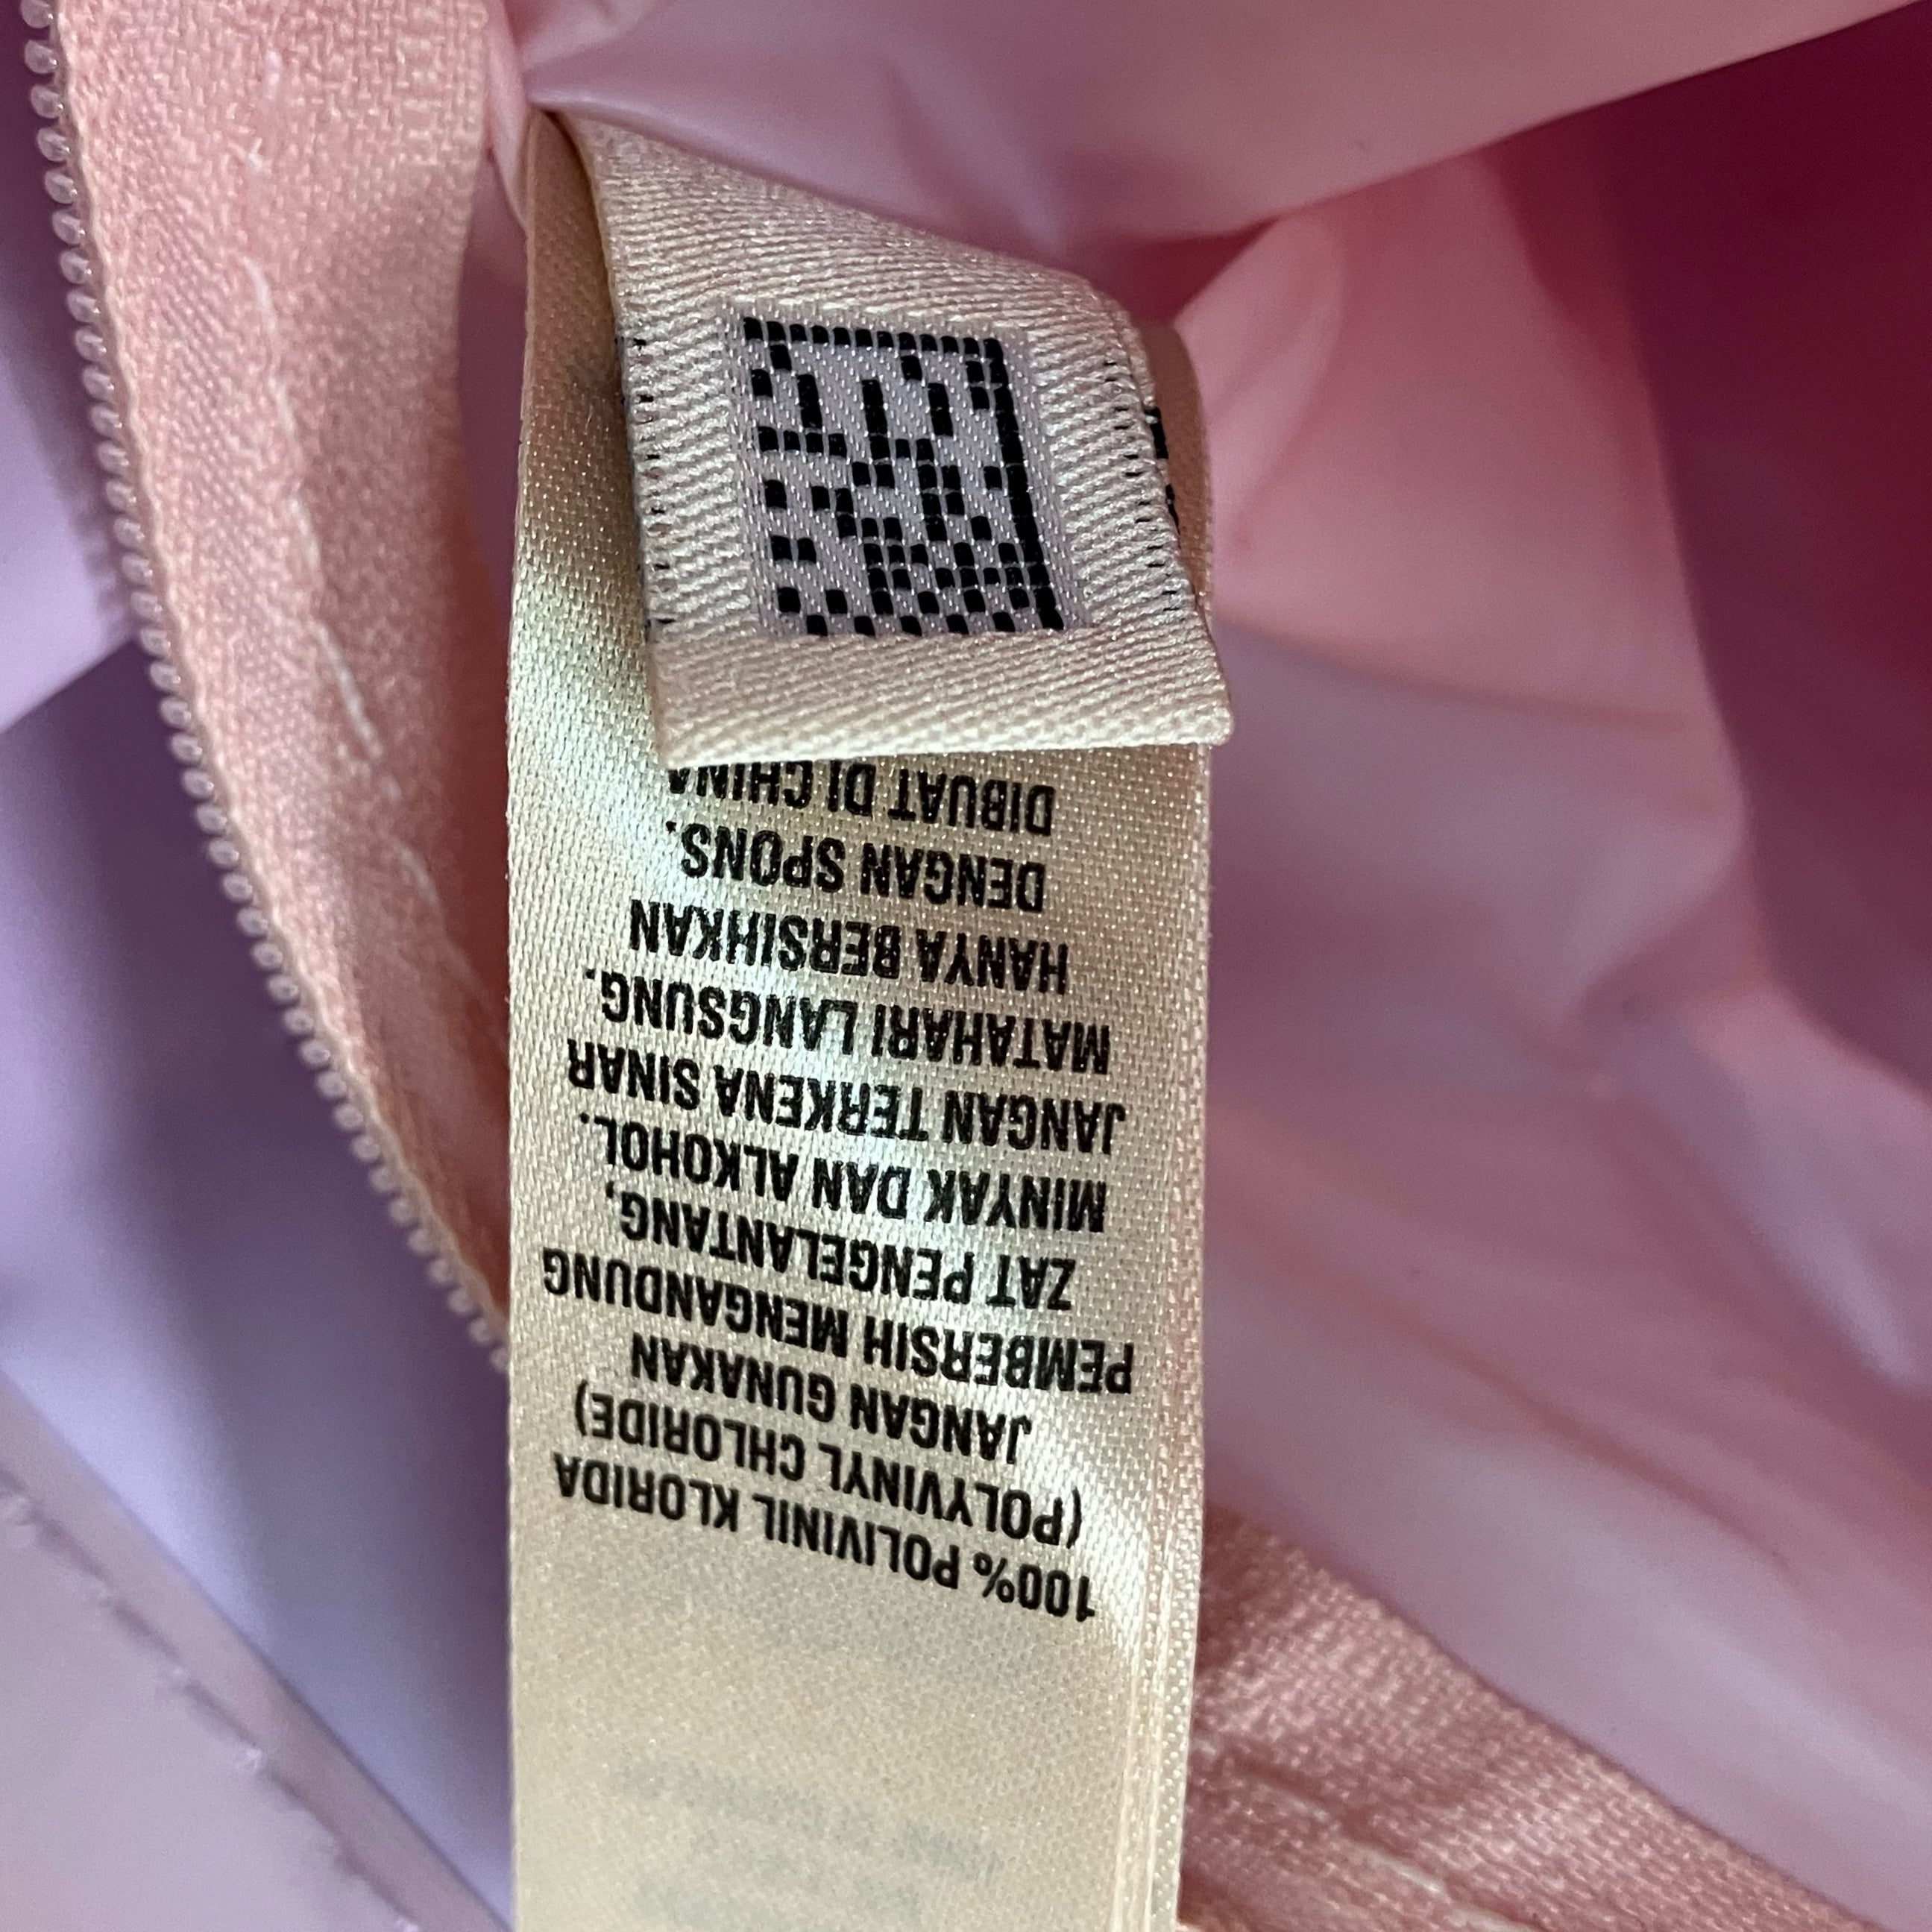 100% POLIVINIL KLORIDA
(POLYVINYL CHLORIDE)
JANGAN GUNAKAN
PEMBERSIH MENGANDUNG
ZAT PENGELANTANG,
MINYAK DAN ALKOHOL.
JANGAN TERKENA SINAR
MATAHARI LANGSUNG.
HANYA BERSIHKAN
DENGAN SPONS.
DIBUAT DI CHINA